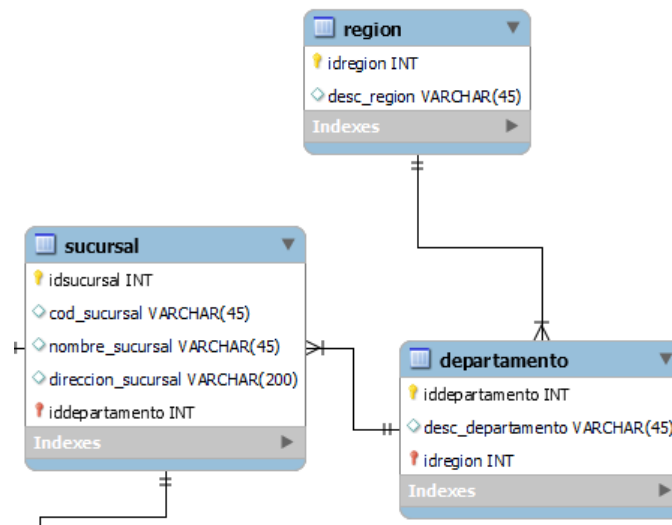 region
idregion INT
desc_region VARCHAR(45)
Indexes
sucursal
idsucursal INT
cod_sucursal VARCHAR(45)
nombre_sucursal VARCHAR(45)
direccion_sucursal VARCHAR(200)
iddepartamento INT
Indexes
departamento
iddepartamento INT
desc_departamento VARCHAR(45)
idregion INT
Indexes